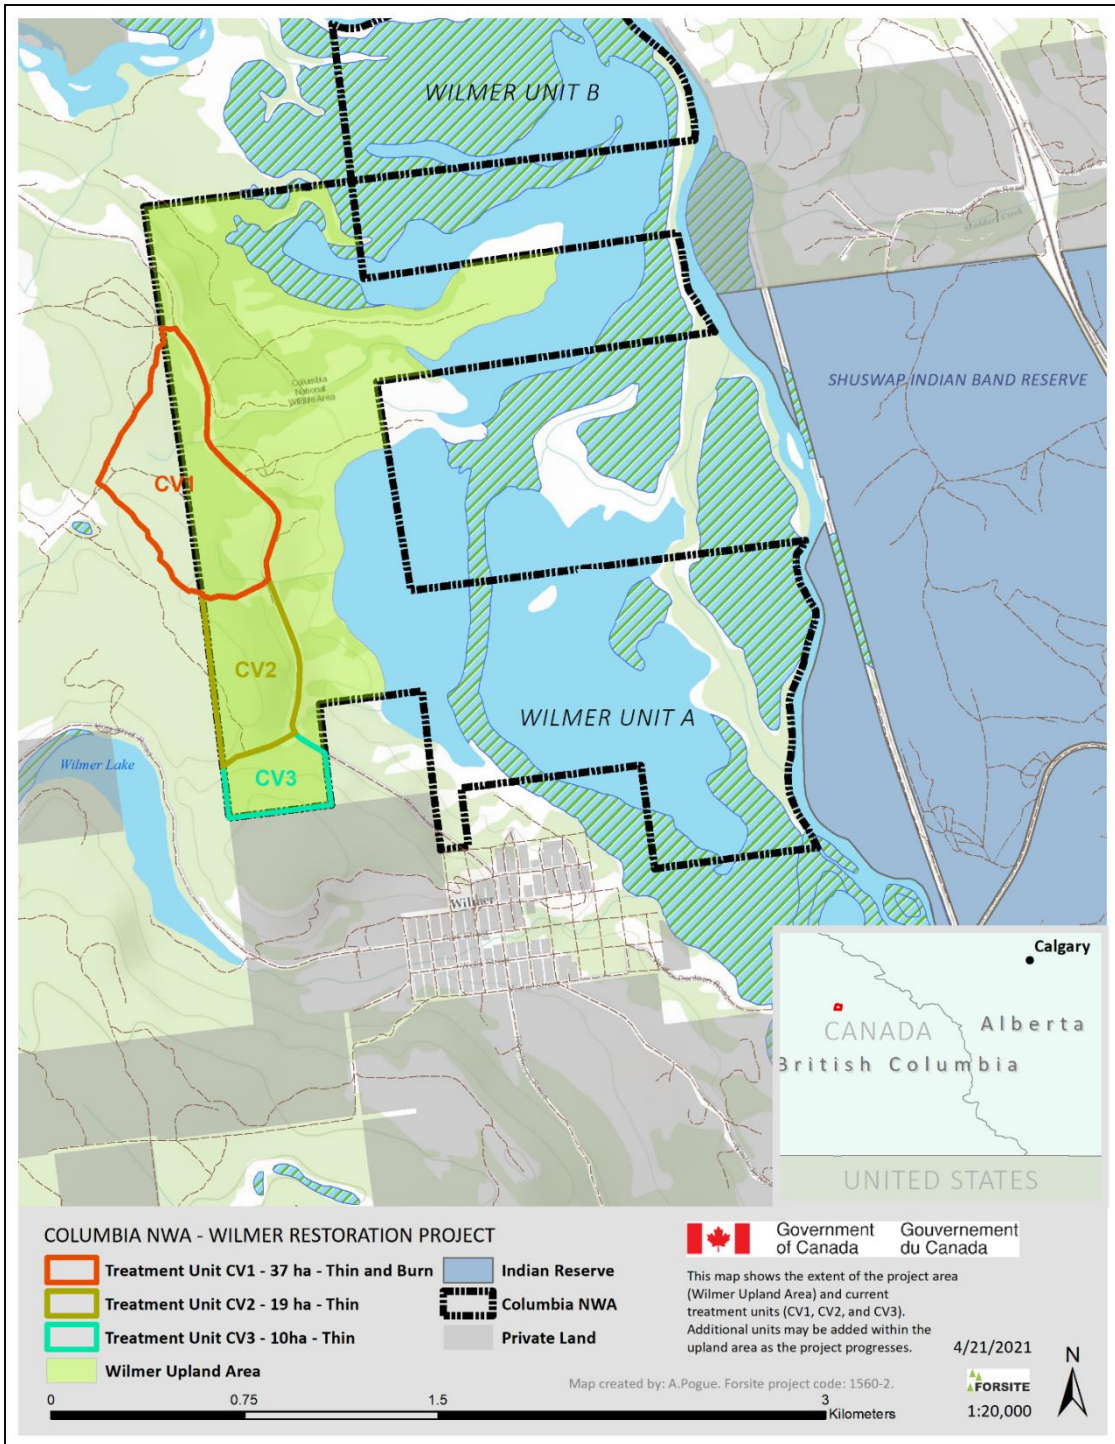 WILMER UNIT B
SHUSWAP INDIAN BAND RESERVE
Columbia
National
Wildlife Area
CV1
CV2
WILMER UNIT A
Wilmer Lake
CV3
Wilmer
Calgary
CANADA
Alberta
British Columbia
UNITED STATES
COLUMBIA NWA - WILMER RESTORATION PROJECT
Treatment Unit CV1 - 37 ha - Thin and Burn
Treatment Unit CV2 - 19 ha - Thin
Treatment Unit CV3 - 10ha - Thin
Wilmer Upland Area
Indian Reserve
Columbia NWA
Private Land
Government
of Canada
Gouvernement
du Canada
This map shows the extent of the project area
(Wilmer Upland Area) and current
treatment units (CV1, CV2, and CV3).
Additional units may be added within the
upland area as the project progresses.
4/21/2021
N
Map created by: A.Pogue. Forsite project code: 1560-2.
FORSITE
1:20,000
0 0.75 1.5 3
Kilometers